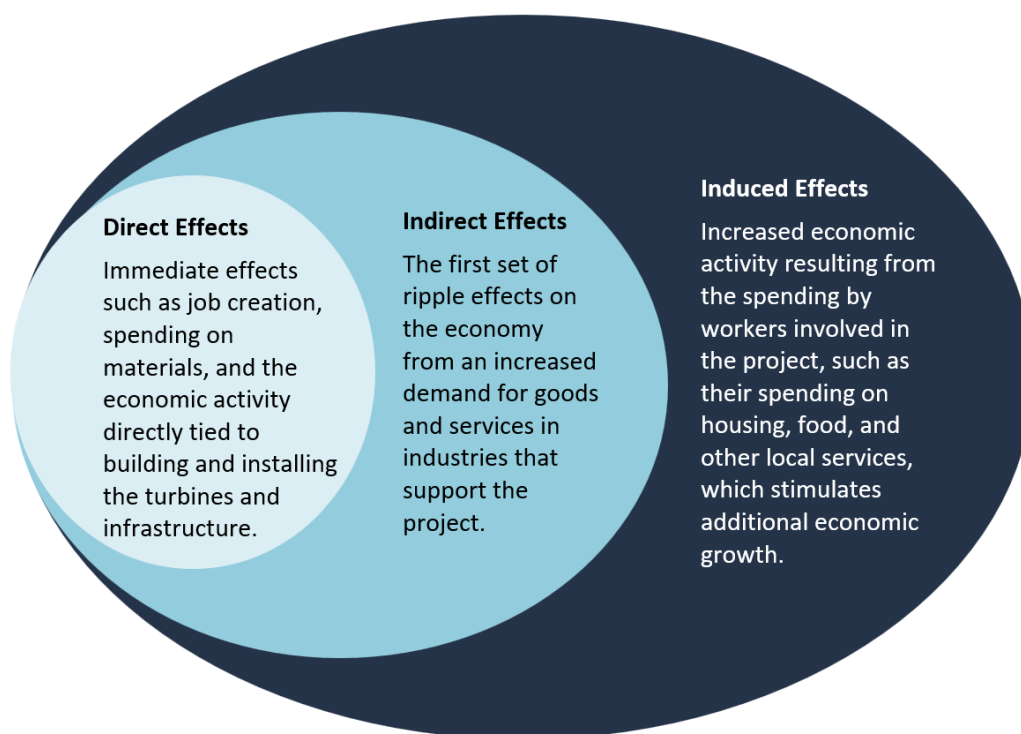 Direct Effects
Immediate effects
such as job creation,
spending on
materials, and the
economic activity
directly tied to
building and installing
the turbines and
infrastructure.
Indirect Effects
The first set of
ripple effects on
the economy
from an increased
demand for goods
and services in
industries that
support the
project.
Induced Effects
Increased economic
activity resulting from
the spending by
workers involved in
the project, such as
their spending on
housing, food, and
other local services,
which stimulates
additional economic
growth.